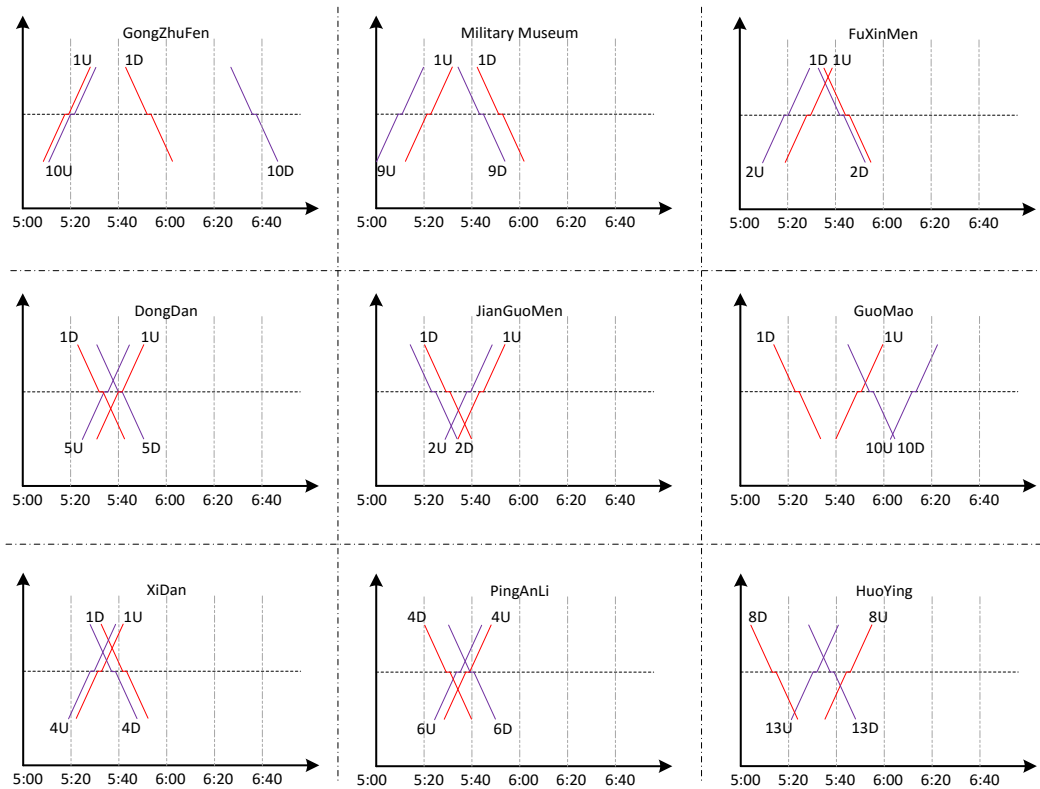 GongZhuFen
1U 1D
10U 10D
5:00 5:20 5:40 6:00 6:20 6:40
Military Museum
1U 1D
9U 9D
5:00 5:20 5:40 6:00 6:20 6:40
FuXinMen
1D 1U
2U 2D
5:00 5:20 5:40 6:00 6:20 6:40
DongDan
1D 1U
5U 5D
5:00 5:20 5:40 6:00 6:20 6:40
JianGuoMen
1D 1U
2U 2D
5:00 5:20 5:40 6:00 6:20 6:40
GuoMao
1D 1U
10U 10D
5:00 5:20 5:40 6:00 6:20 6:40
XiDan
1D 1U
4U 4D
5:00 5:20 5:40 6:00 6:20 6:40
PingAnLi
4D 4U
6U 6D
5:00 5:20 5:40 6:00 6:20 6:40
HuoYing
8D 8U
13U 13D
5:00 5:20 5:40 6:00 6:20 6:40